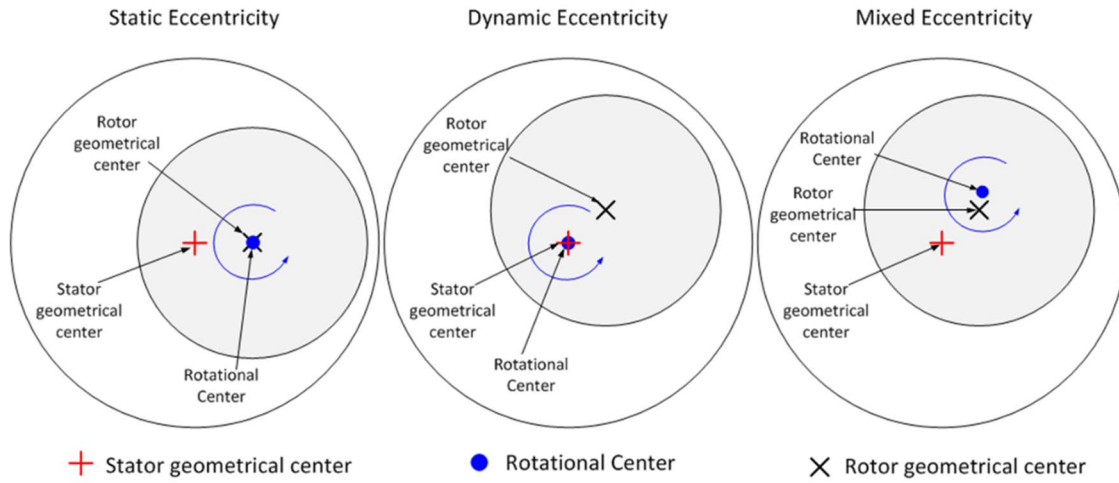 Static Eccentricity
Dynamic Eccentricity
Mixed Eccentricity
Rotor
geometrical
center
Stator
geometrical
center
Rotational
Center
Rotor
geometrical
center
Stator
geometrical
center
Rotational
Center
Rotational
Center
Rotor
geometrical
center
Stator
geometrical
center
Stator geometrical center
Rotational Center
Rotor geometrical center